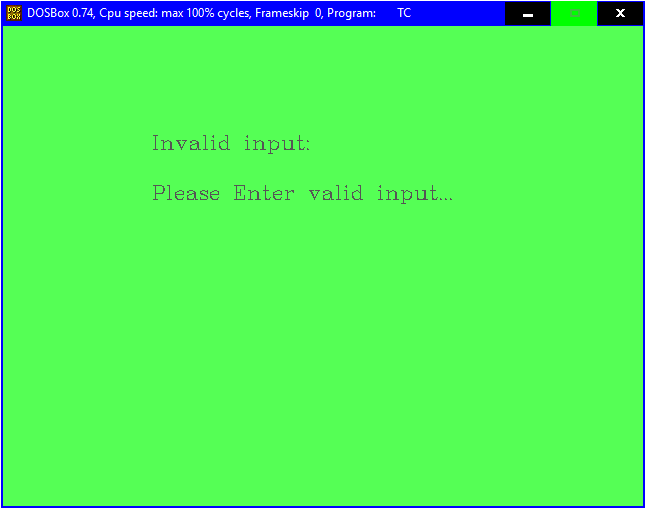 DOS BOX
DOSBox 0.74, Cpu speed: max 100% cycles, Frameskip 0, Program: TC
Invalid input:
Please Enter valid input...